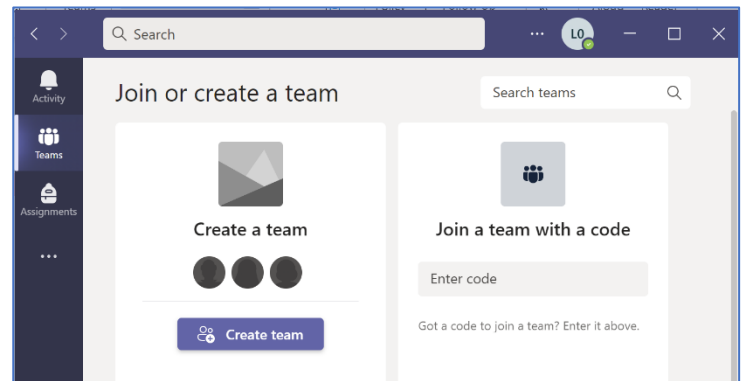 Search
LO
Activity
Join or create a team
Search teams
Teams
Assignments
Create a team
Create team
Join a team with a code
Enter code
Got a code to join a team? Enter it above.